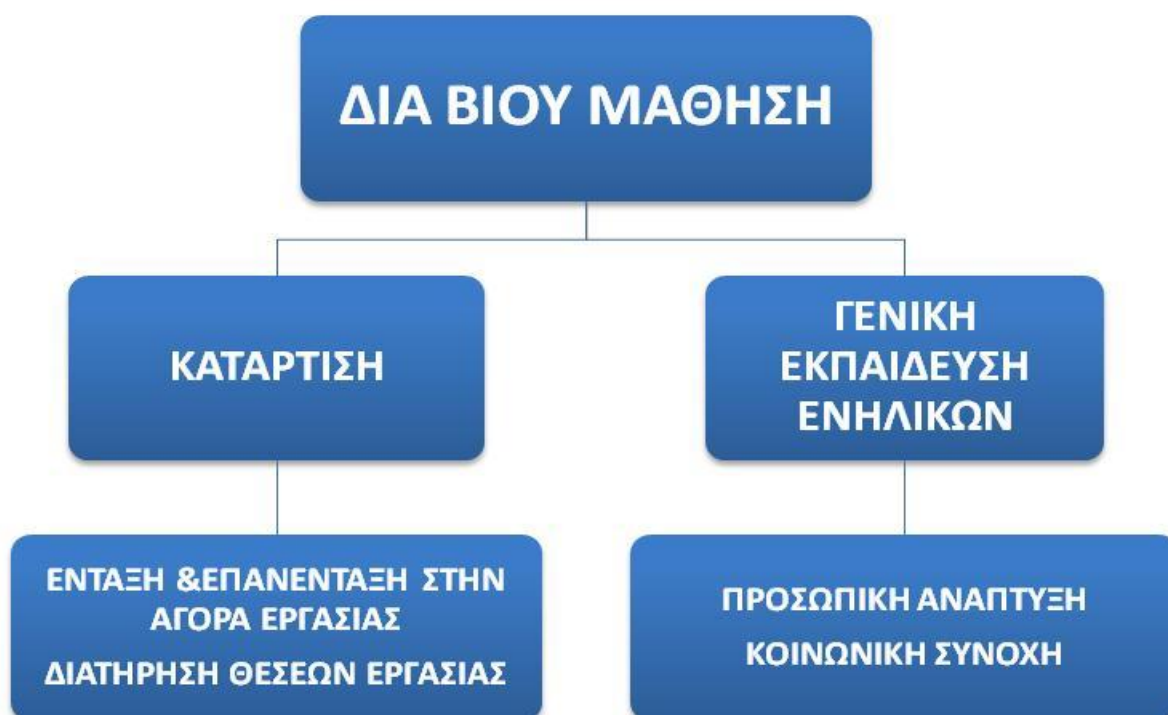 ΔΙΑ ΒΙΟΥ ΜΑΘΗΣΗ
ΚΑΤΑΡΤΙΣΗ
ΓΕΝΙΚΗ
ΕΚΠΑΙΔΕΥΣΗ
ΕΝΗΛΙΚΩΝ
ΕΝΤΑΞΗ &ΕΠΑΝΕΝΤΑΞΗ ΣΤΗΝ
ΑΓΟΡΑ ΕΡΓΑΣΙΑΣ
ΔΙΑΤΗΡΗΣΗ ΘΕΣΕΩΝ ΕΡΓΑΣΙΑΣ
ΠΡΟΣΩΠΙΚΗ ΑΝΑΠΤΥΞΗ
ΚΟΙΝΩΝΙΚΗ ΣΥΝΟΧΗ